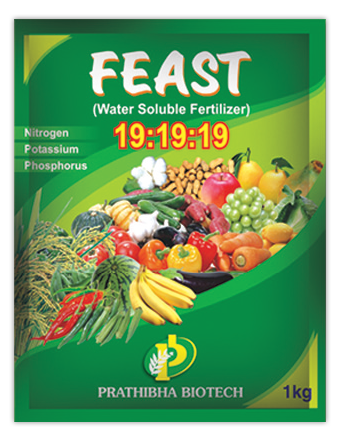 FEAST
(Water Soluble Fertilizer)
19:19:19
Nitrogen
Potassium
Phosphorus
PRATHIBHA BIOTECH
1kg